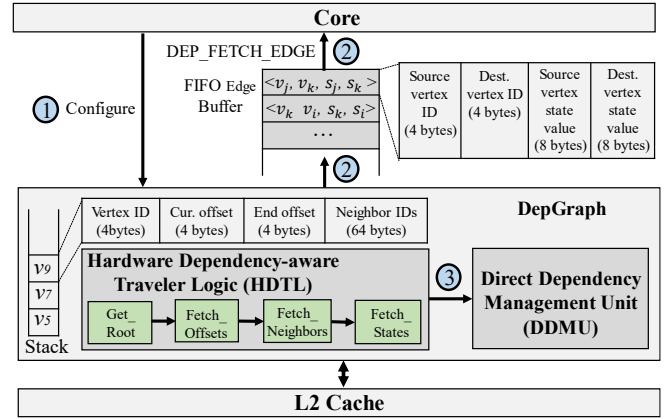 Core
DEP_FETCH_EDGE
2
1 Configure
FIFO Edge
Buffer
<vj, vk, sj, sk >
<vk vi, sk, si>
...
Source
vertex
ID
(4 bytes)
Dest.
vertex ID
(4 bytes)
Source
vertex
state
value
(8 bytes)
Dest.
vertex
state
value
(8 bytes)
2
DepGraph
Vertex ID
(4bytes)
Cur. offset
(4 bytes)
End offset
(4 bytes)
Neighbor IDs
(64 bytes)
v9
v7
v5
Stack
Hardware Dependency-aware
Traveler Logic (HDTL)
Get_
Root
Fetch_
Offsets
Fetch_
Neighbors
Fetch_
States
3
Direct Dependency
Management Unit
(DDMU)
L2 Cache